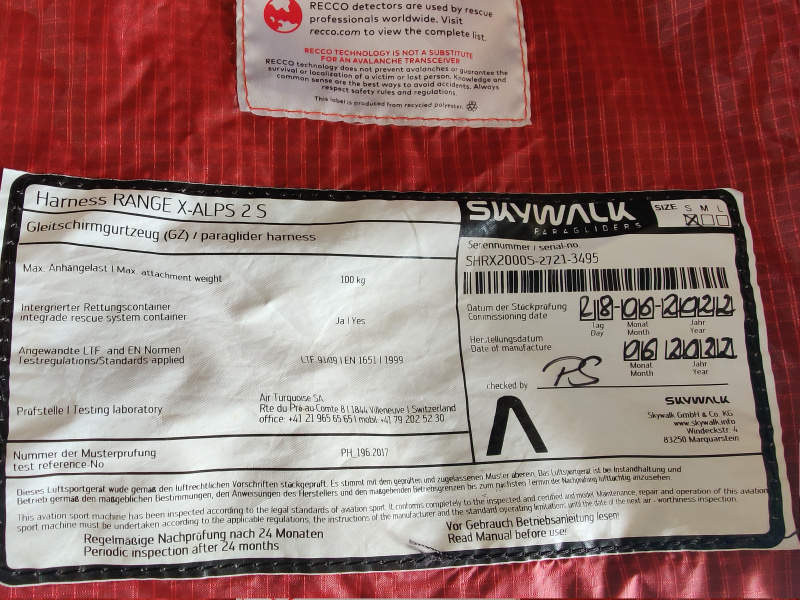 RECCO detectors are used by rescue
professionals worldwide. Visit
recco.com to view the complete list.
RECCO TECHNOLOGY IS NOT A SUBSTITUTE
FOR AN AVALANCHE TRANSCEIVER
RECCO technology does not prevent avalanches or guarantee the
survival or localization of a victim or lost person. Knowledge and
common sense are the best ways to avoid accidents. Always
respect safety rules and regulations.
This label is produced from recycled polyester.
Harness RANGE X-ALPS 2 S
Gleitschirmgurtzeug (GZ) / paraglider harness
Max. Anhängelast | Max. attachment weight
100 kg
Intergrierter Rettungscontainer
integrade rescue system container
Ja | Yes
Angewandte LTF and EN Normen
Testregulations/Standards applied
LTF 91/09 | EN 1651 | 1999
Prüfstelle | Testing laboratory
Air Turquoise SA
Rte du Pré-au-Comte 8 | 1844 Villeneuve | Switzerland
office: +41 21 965 65 65 | mobil: +41 79 202 52 30
Nummer der Musterprüfung
test reference-No
PH_196.2017
SKYWALK
PARAGLIDERS
SIZE S M L
Seriennummer / serial-no.
SHRX2000S-2721-3495
Datum der Stückprüfung
Commissioning date
28-06-2022
Tag Monat Jahr
Day Month Year
Herstellungsdatum
Date of manufacture
06 2022
Monat Jahr
Month Year
checked by
PS
SKYWALK
Skywalk GmbH & Co. KG
www.skywalk.info
Windeckstr. 4
83250 Marquarstein
Dieses Luftsportgerät wude gemäß den luftrechtlichen Vorschriften stückgeprüft. Es stimmt mit dem geprüften und zugelassenen Muster überein. Das Luftsportgerät ist bei Instandhaltung und
Betrieb germäß den maßgeblichen Bestimmungen, den Anweisungen des Herstellers und den maßgebenden Betriebsgrenzen bis zum nächsten Termin der Nachprüfung lufttüchtig anzusehen.
This aviation sport machine has been inspected according to the legal standards of aviation sport. It conforms completely to the inspected and certified and model. Maintenance, repair and operation of this aviation
sport machine must be undertaken according to the applicable regulations, the instructions of the manufacturer and the standard operating limitations until the date of the next air - worthiness inspection.
Regelmäßige Nachprüfung nach 24 Monaten
Periodic inspection after 24 months
Vor Gebrauch Betriebsanleitung lesen!
Read Manual before use!